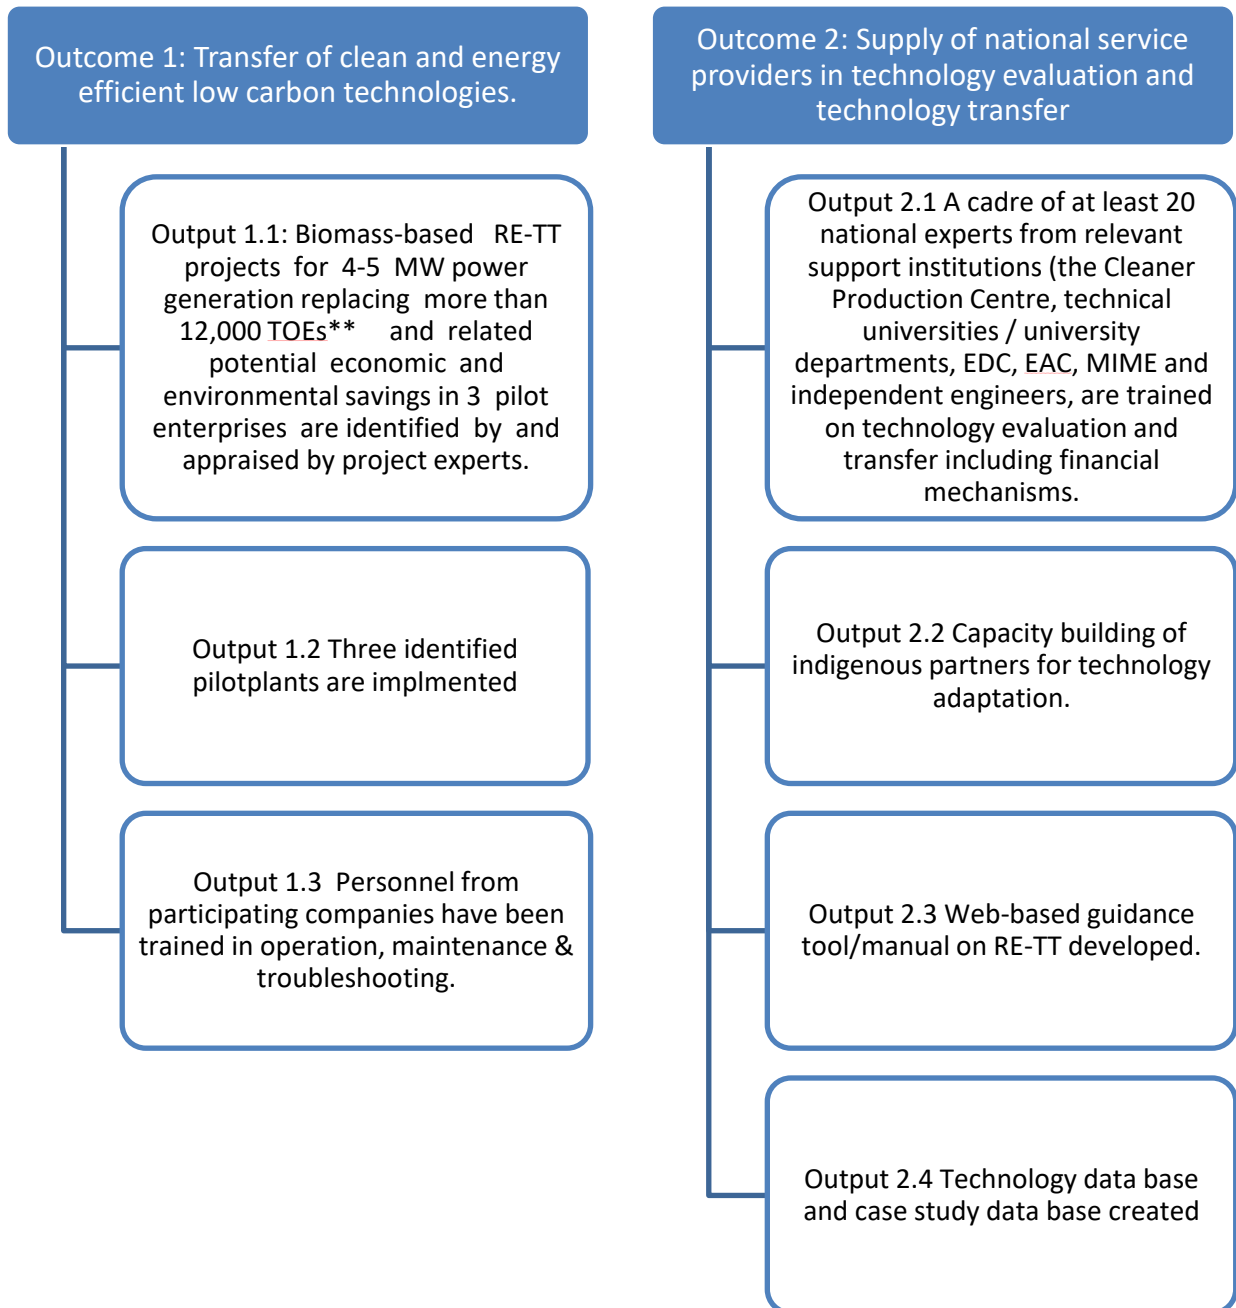 Outcome 1: Transfer of clean and energy
efficient low carbon technologies.
Output 1.1: Biomass-based RE-TT
projects for 4-5 MW power
generation replacing more than
12,000 TOEs** and related
potential economic and
environmental savings in 3 pilot
enterprises are identified by and
appraised by project experts.
Output 1.2 Three identified
pilotplants are implmented
Output 1.3 Personnel from
participating companies have been
trained in operation, maintenance &
troubleshooting.
Outcome 2: Supply of national service
providers in technology evaluation and
technology transfer
Output 2.1 A cadre of at least 20
national experts from relevant
support institutions (the Cleaner
Production Centre, technical
universities / university
departments, EDC, EAC, MIME and
independent engineers, are trained
on technology evaluation and
transfer including financial
mechanisms.
Output 2.2 Capacity building of
indigenous partners for technology
adaptation.
Output 2.3 Web-based guidance
tool/manual on RE-TT developed.
Output 2.4 Technology data base
and case study data base created